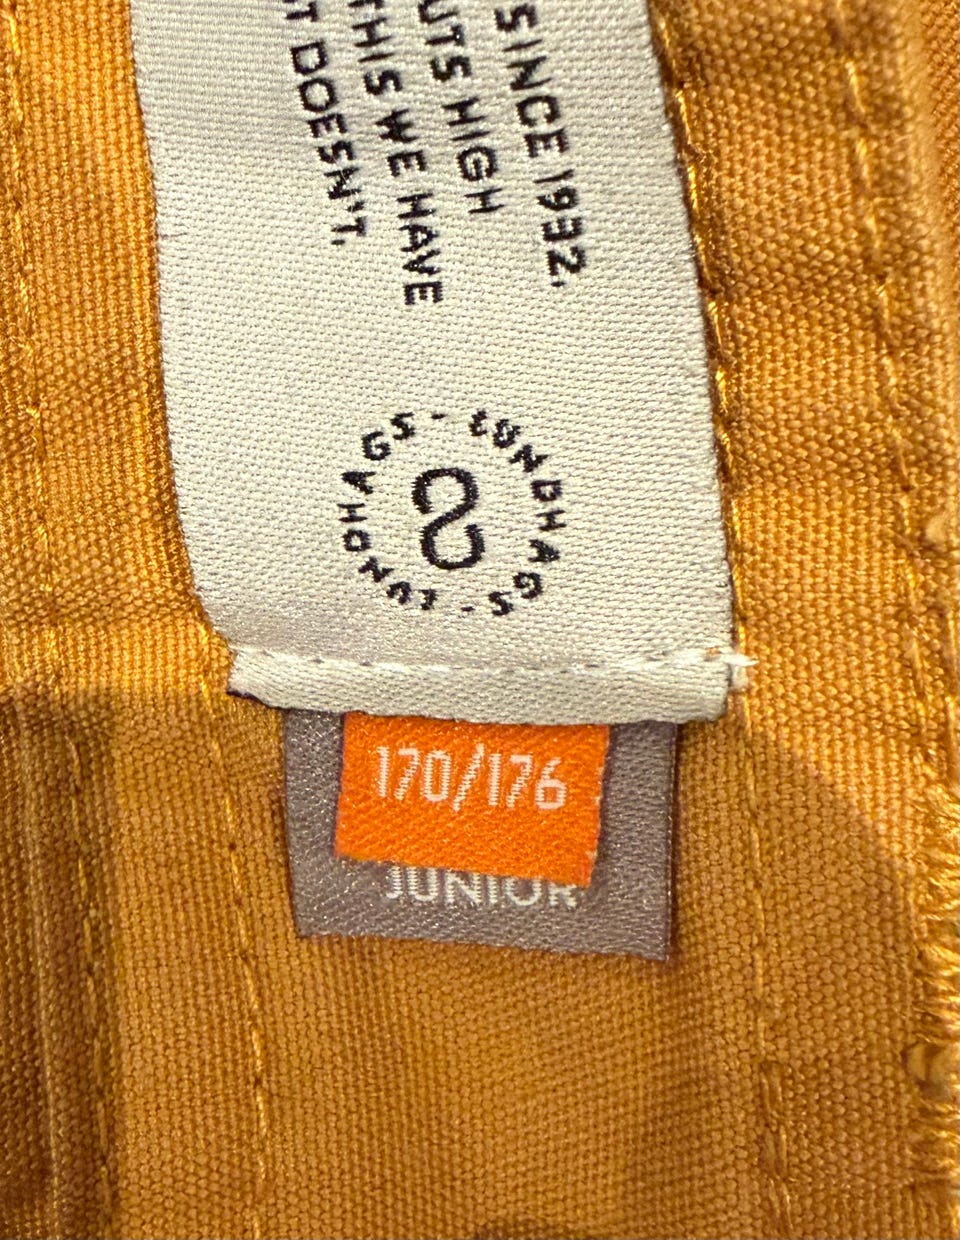 SINCE 1932,
UTS HIGH
THIS WE HAVE
T DOESN'T.
LUNDHAGS - LUNDHAGS -
170/176
JUNIOR